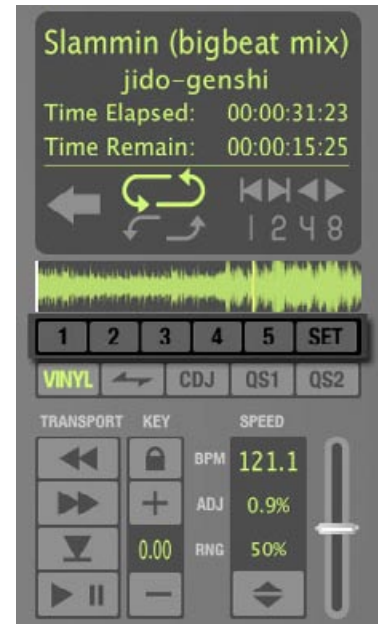 Slammin (bigbeat mix)
jido-genshi
Time Elapsed: 00:00:31:23
Time Remain: 00:00:15:25
1 2 4 8
1 2 3 4 5 SET
VINYL CDJ QS1 QS2
TRANSPORT KEY SPEED
BPM 121.1
ADJ 0.9%
0.00 RNG 50%